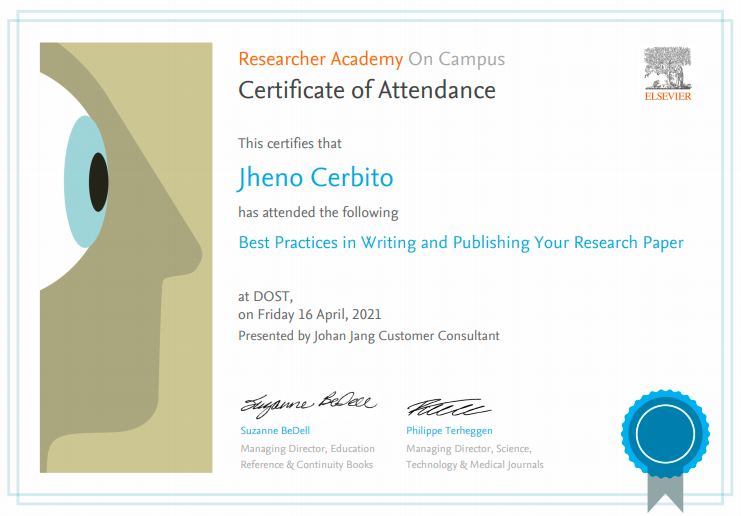 Researcher Academy On Campus
Certificate of Attendance
ELSEVIER
This certifies that
Jheno Cerbito
has attended the following
Best Practices in Writing and Publishing Your Research Paper
at DOST,
on Friday 16 April, 2021
Presented by Johan Jang Customer Consultant
Suzanne BeDell
Suzanne BeDell
Managing Director, Education
Reference & Continuity Books
Philippe Terheggen
Managing Director, Science,
Technology & Medical Journals